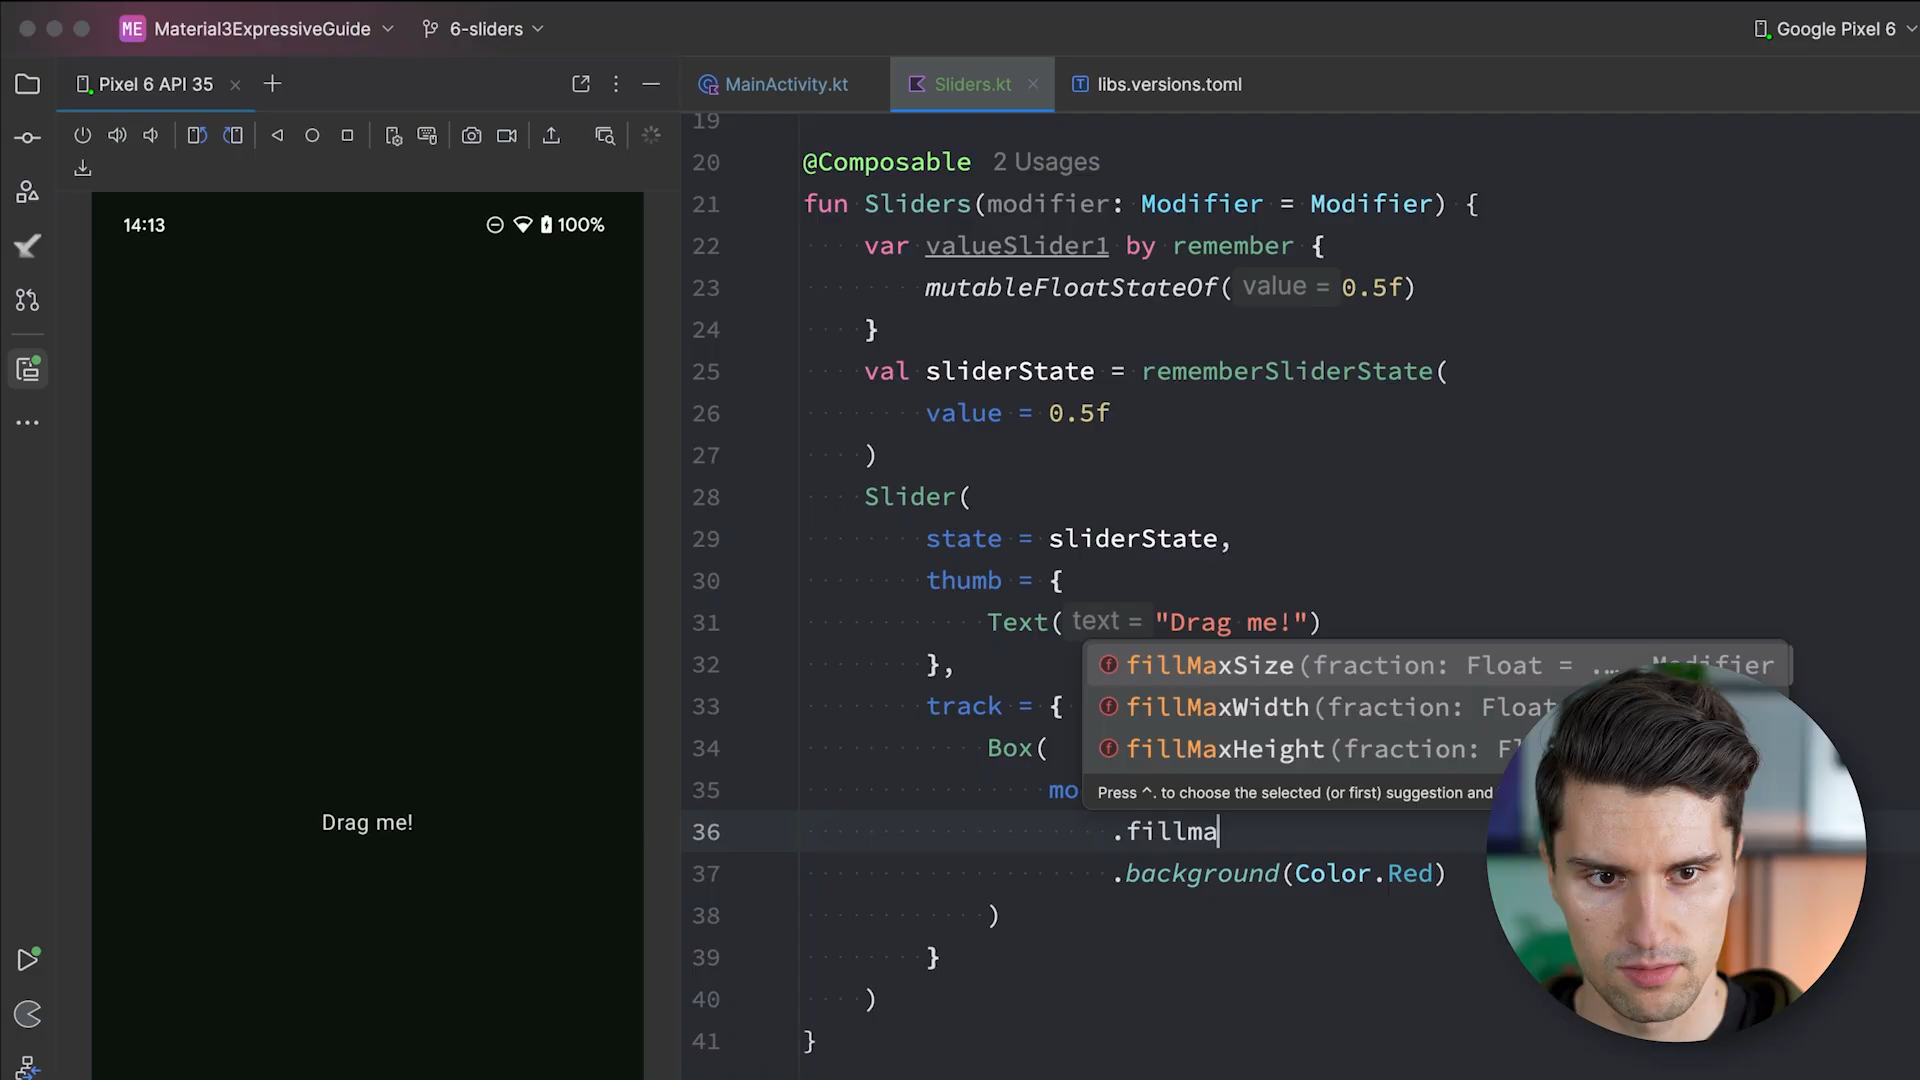 ME Material3ExpressiveGuide 6-sliders Google Pixel 6
Pixel 6 API 35
MainActivity.kt Sliders.kt libs.versions.toml
14:13 100%
Drag me!
19
20 @Composable 2 Usages
21 fun Sliders(modifier: Modifier = Modifier) {
22 var valueSlider1 by remember {
23 mutableFloatStateOf( value = 0.5f)
24 }
25 val sliderState = rememberSliderState(
26 value = 0.5f
27 )
28 Slider(
29 state = sliderState,
30 thumb = {
31 Text( text = "Drag me!")
32 },
33 track = {
34 Box(
35 mo
36 .fillma
37 .background(Color.Red)
38 )
39 }
40 )
41 }
fillMaxSize(fraction: Float = ... Modifier
fillMaxWidth(fraction: Float
fillMaxHeight(fraction: Fl
Press ^. to choose the selected (or first) suggestion and